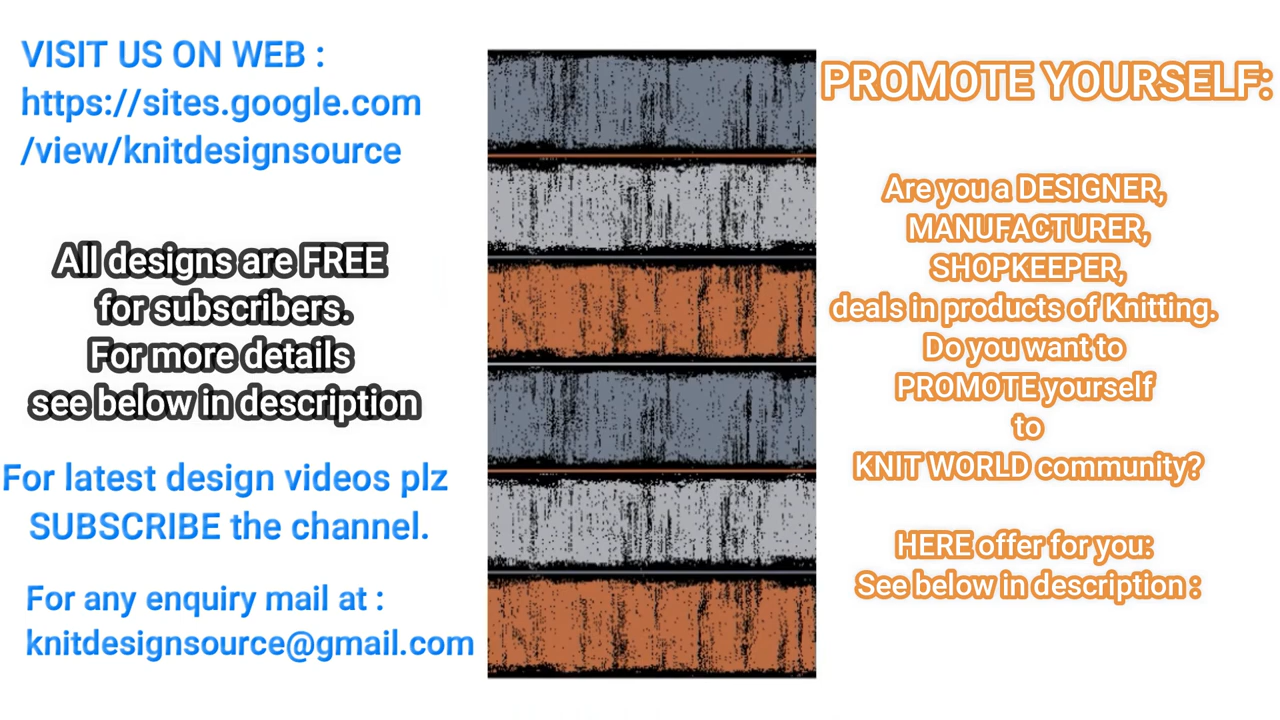 VISIT US ON WEB :
https://sites.google.com
/view/knitdesignsource
All designs are FREE
for subscribers.
For more details
see below in description
For latest design videos plz
SUBSCRIBE the channel.
For any enquiry mail at :
knitdesignsource@gmail.com
PROMOTE YOURSELF:
Are you a DESIGNER,
MANUFACTURER,
SHOPKEEPER,
deals in products of Knitting.
Do you want to
PROMOTE yourself
to
KNIT WORLD community?
HERE offer for you:
See below in description :